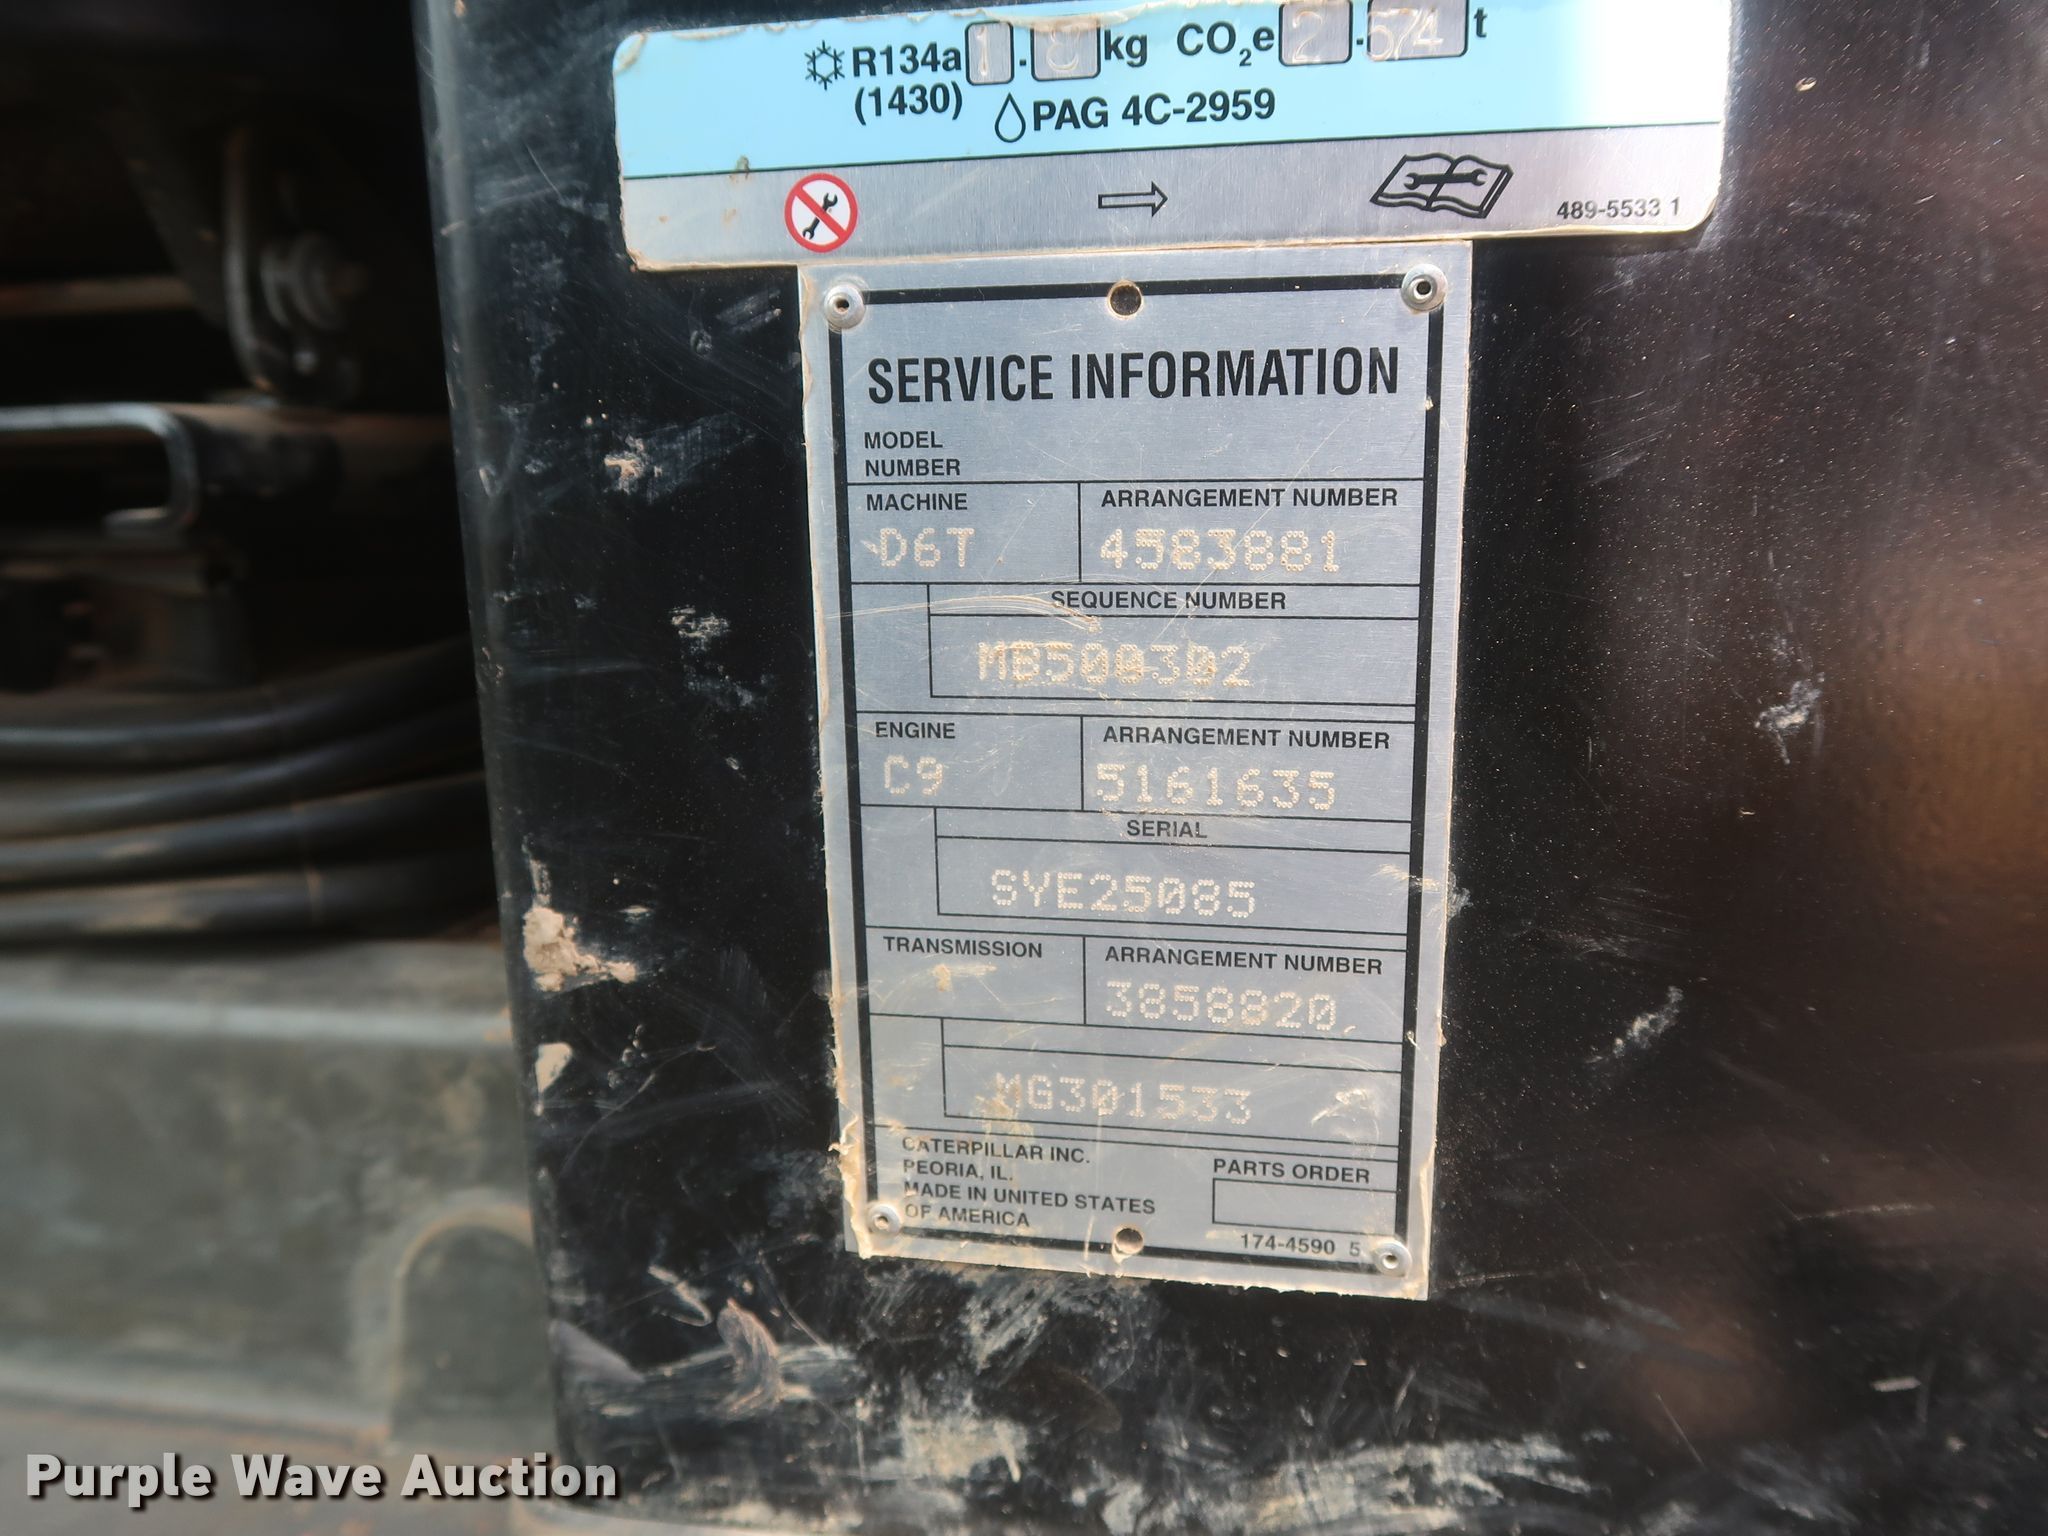 R134a 1.8 kg CO2e 2.574 t
(1430) PAG 4C-2959
489-5533 1
SERVICE INFORMATION
MODEL
NUMBER
MACHINE ARRANGEMENT NUMBER
D6T 4583881
SEQUENCE NUMBER
MB500302
ENGINE ARRANGEMENT NUMBER
C9 5161635
SERIAL
SYE25085
TRANSMISSION ARRANGEMENT NUMBER
3858820
MG301533
CATERPILLAR INC.
PEORIA, IL.
MADE IN UNITED STATES
OF AMERICA
PARTS ORDER
174-4590 5
Purple Wave Auction